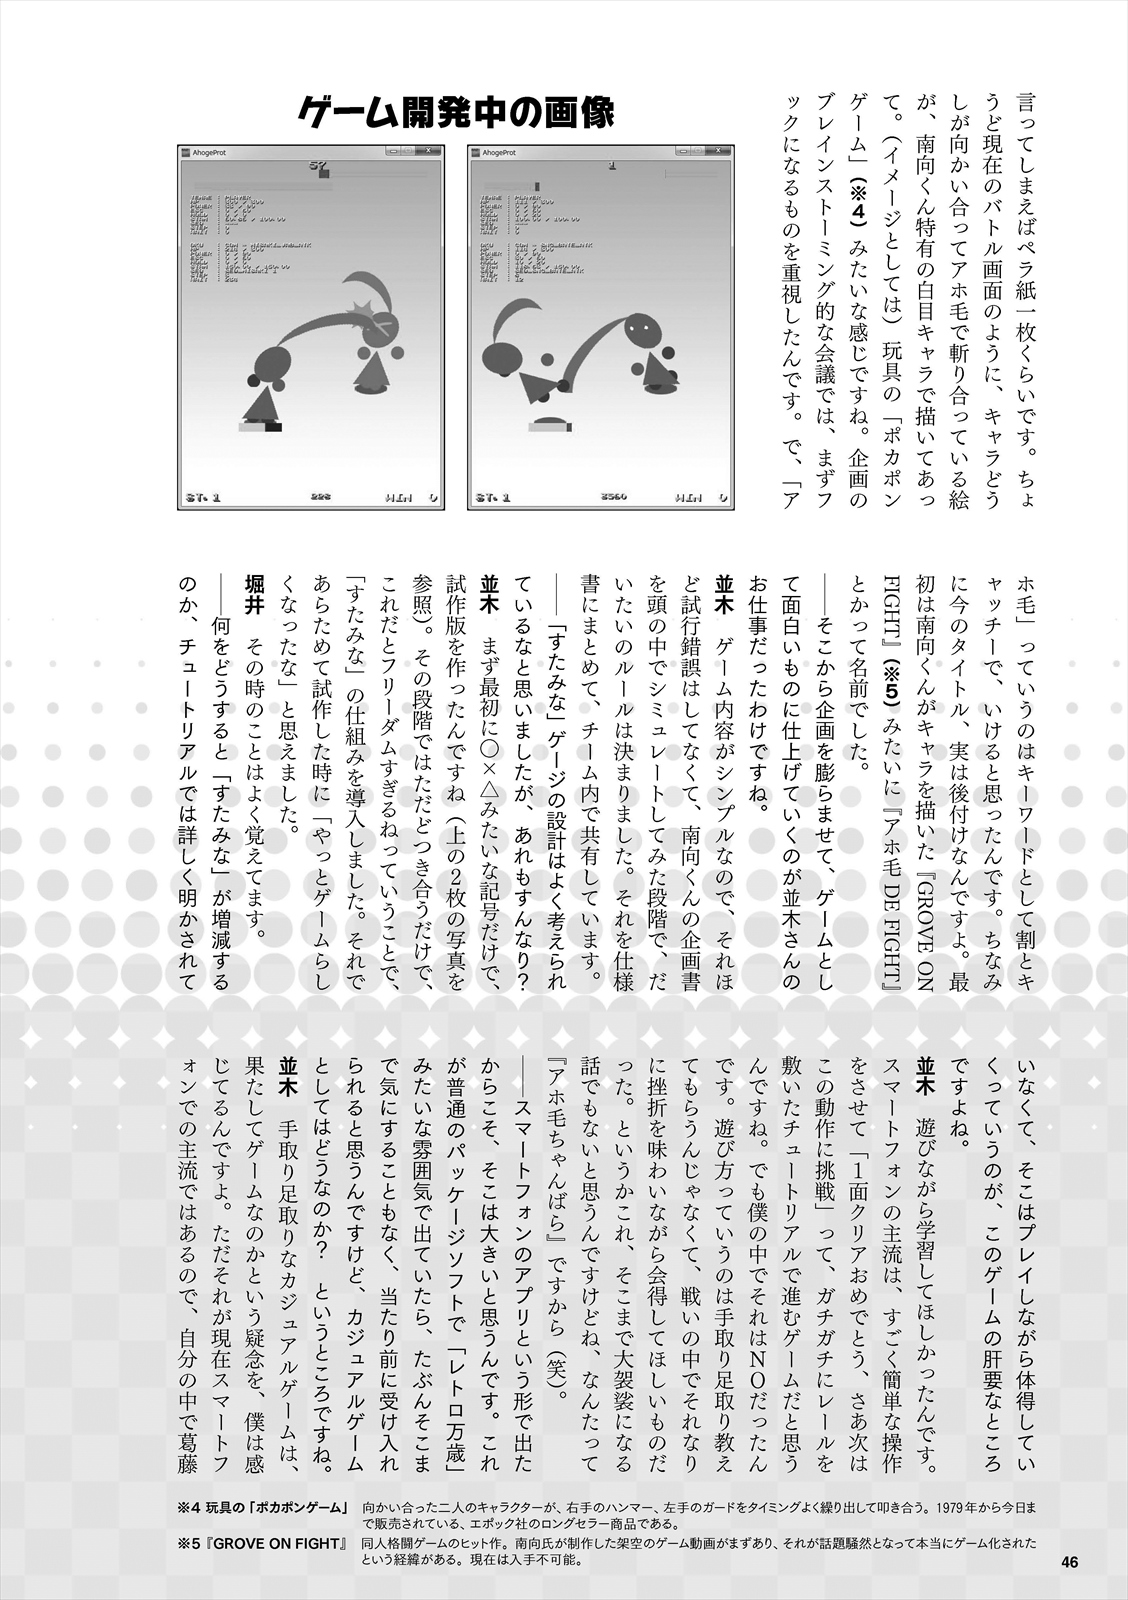 言ってしまえばペラ紙一枚くらいです。ちょ
うど現在のバトル画面のように、キャラどう
しが向かい合ってアホ毛で斬り合っている絵
が、南向くん特有の白目キャラで描いてあっ
て。（イメージとしては）玩具の「ポカポン
ゲーム」（※4）みたいな感じですね。企画の
ブレインストーミング的な会議では、まずフ
ックになるものを重視したんです。で、「ア
ゲーム開発中の画像
AhogeProt
57
ST. 1
228
WIN 0
AhogeProt
1
ST. 1
3560
WIN 0
ホ毛」っていうのはキーワードとして割とキ
ャッチーで、いけると思ったんです。ちなみ
に今のタイトル、実は後付けなんですよ。最
初は南向くんがキャラを描いた『GROVE ON
FIGHT』（※5）みたいに『アホ毛 DE FIGHT』
とかって名前でした。
――そこから企画を膨らませて、ゲームとし
て面白いものに仕上げていくのが並木さんの
お仕事だったわけですね。
並木　ゲーム内容がシンプルなので、それほ
ど試行錯誤はしてなくて、南向くんの企画書
を頭の中でシミュレートしてみた段階で、だ
いたいのルールは決まりました。それを仕様
書にまとめて、チーム内で共有しています。
――「すたみな」ゲージの設計はよく考えられ
ているなと思いましたが、あれもすんなり？
並木　まず最初に○×△みたいな記号だけで、
試作版を作ったんですね（上の2枚の写真を
参照）。その段階ではただどつき合うだけで、
これだとフリーダムすぎるねっていうことで、
「すたみな」の仕組みを導入しました。それで
あらためて試作した時に「やっとゲームらし
くなったな」と思えました。
堀井　その時のことはよく覚えてます。
――何をどうすると「すたみな」が増減する
のか、チュートリアルでは詳しく明かされて
いなくて、そこはプレイしながら体得してい
くっていうのが、このゲームの肝要なところ
ですよね。
並木　遊びながら学習してほしかったんです。
スマートフォンの主流は、すごく簡単な操作
をさせて「1面クリアおめでとう、さあ次は
この動作に挑戦」って、ガチガチにレールを
敷いたチュートリアルで進むゲームだと思う
んですね。でも僕の中でそれはNOだったん
です。遊び方っていうのは手取り足取り教え
てもらうんじゃなくて、戦いの中でそれなり
に挫折を味わいながら会得してほしいものだ
った。というかこれ、そこまで大袈裟になる
話でもないと思うんですけどね、なんたって
『アホ毛ちゃんばら』ですから（笑）。
――スマートフォンのアプリという形で出た
からこそ、そこは大きいと思うんです。これ
が普通のパッケージソフトで「レトロ万歳」
みたいな雰囲気で出ていたら、たぶんそこま
で気にすることもなく、当たり前に受け入れ
られると思うんですけど、カジュアルゲーム
としてはどうなのか？　というところですね。
並木　手取り足取りなカジュアルゲームは、
果たしてゲームなのかという疑念を、僕は感
じてるんですよ。ただそれが現在スマートフ
ォンでの主流ではあるので、自分の中で葛藤
※4 玩具の「ポカポンゲーム」　向かい合った二人のキャラクターが、右手のハンマー、左手のガードをタイミングよく繰り出して叩き合う。1979年から今日ま
で販売されている、エポック社のロングセラー商品である。
※5『GROVE ON FIGHT』　同人格闘ゲームのヒット作。南向氏が制作した架空のゲーム動画がまずあり、それが話題騒然となって本当にゲーム化された
という経緯がある。現在は入手不可能。
46